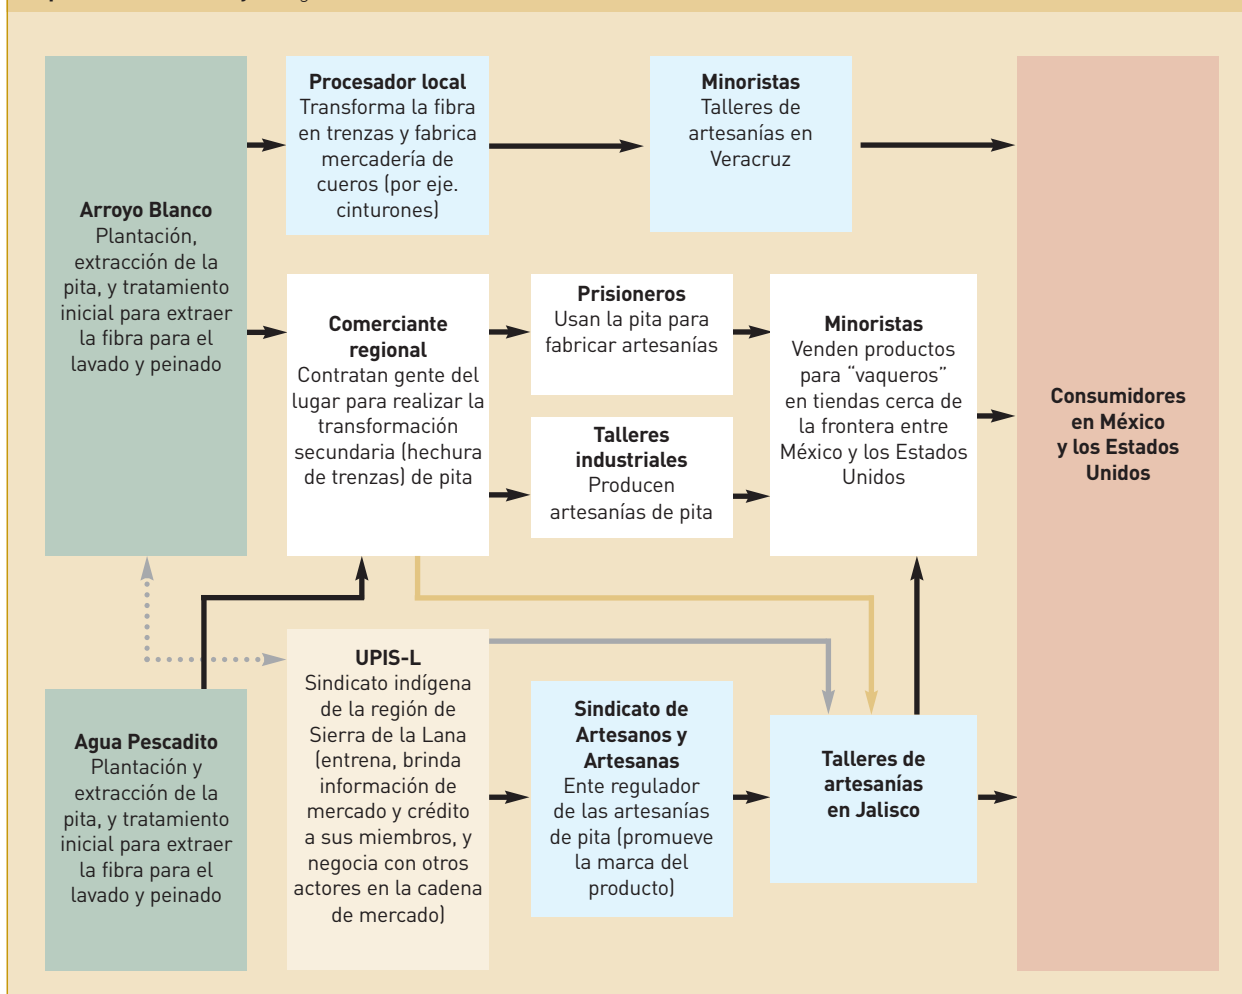 Procesador local
Transforma la fibra
en trenzas y fabrica
mercadería de
cueros (por eje.
cinturones)
Minoristas
Talleres de
artesanías en
Veracruz
Arroyo Blanco
Plantación,
extracción de la
pita, y tratamiento
inicial para extraer
la fibra para el
lavado y peinado
Comerciante
regional
Contratan gente del
lugar para realizar la
transformación
secundaria (hechura
de trenzas) de pita
Prisioneros
Usan la pita para
fabricar artesanías
Talleres
industriales
Producen
artesanías de pita
Minoristas
Venden productos
para “vaqueros”
en tiendas cerca de
la frontera entre
México y los Estados
Unidos
Consumidores
en México
y los Estados
Unidos
Agua Pescadito
Plantación y
extracción de la
pita, y tratamiento
inicial para extraer
la fibra para el
lavado y peinado
UPIS-L
Sindicato indígena
de la región de
Sierra de la Lana
(entrena, brinda
información de
mercado y crédito
a sus miembros, y
negocia con otros
actores en la cadena
de mercado)
Sindicato de
Artesanos y
Artesanas
Ente regulador
de las artesanías
de pita (promueve
la marca del
producto)
Talleres de
artesanías
en Jalisco